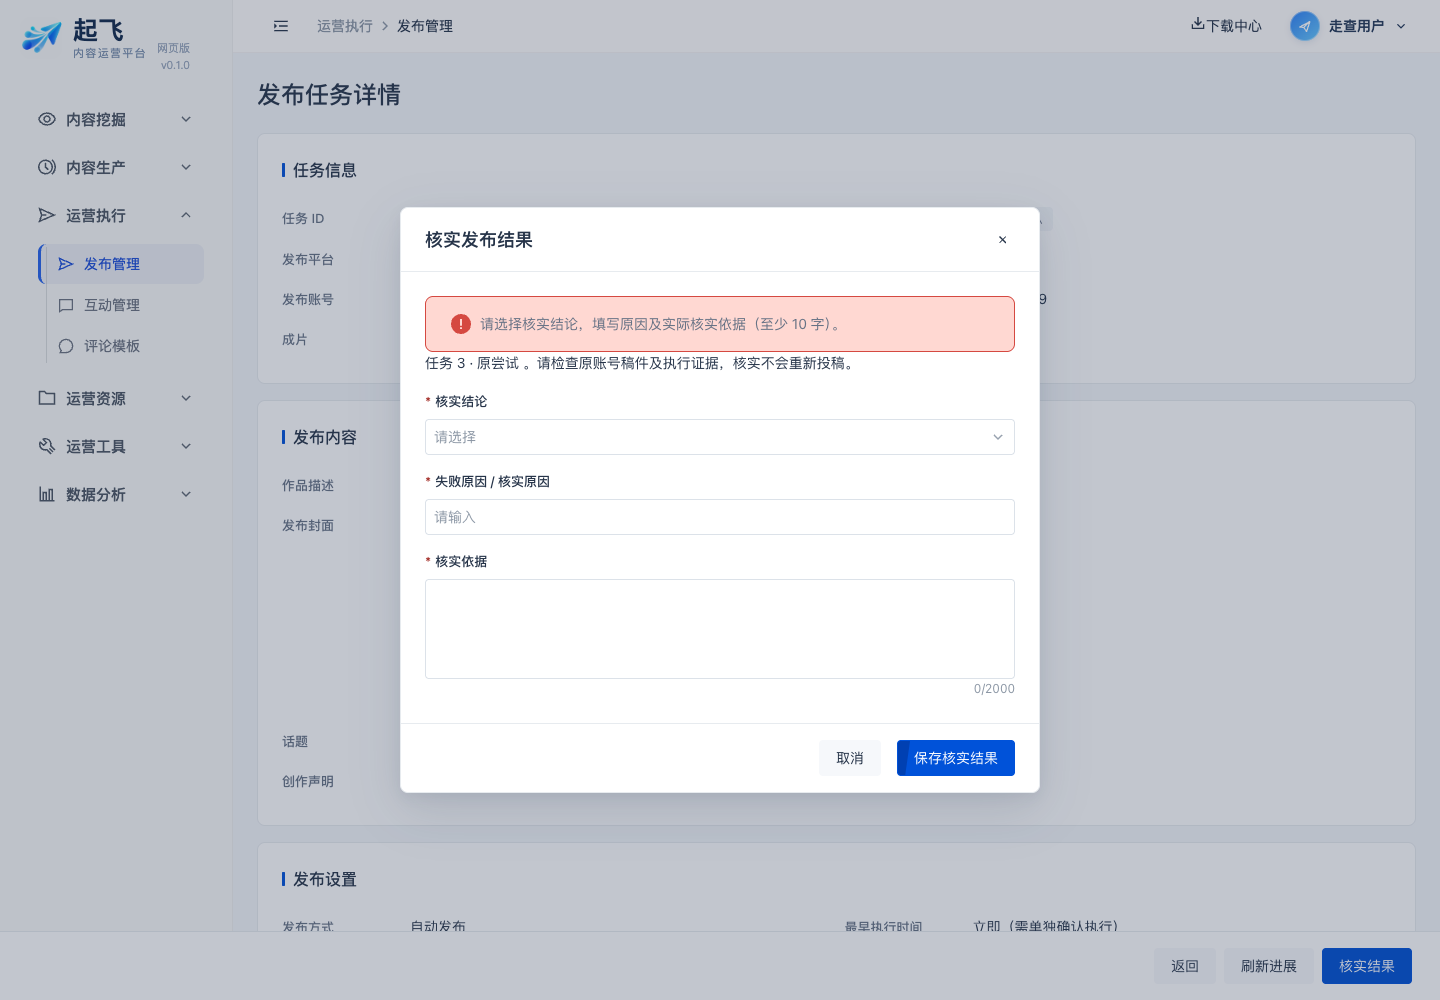 起飞
内容运营平台
网页版
v0.1.0
内容挖掘
内容生产
运营执行
发布管理
互动管理
评论模板
运营资源
运营工具
数据分析
运营执行 > 发布管理
下载中心
走查用户
发布任务详情
任务信息
任务 ID
发布平台
发布账号
9
成片
发布内容
作品描述
发布封面
话题
创作声明
发布设置
发布方式
自动发布
最早执行时间
立即（需单独确认执行）
核实发布结果
请选择核实结论，填写原因及实际核实依据（至少 10 字）。
任务 3 · 原尝试 。请检查原账号稿件及执行证据，核实不会重新投稿。
* 核实结论
请选择
* 失败原因 / 核实原因
请输入
* 核实依据
0/2000
取消
保存核实结果
返回
刷新进展
核实结果